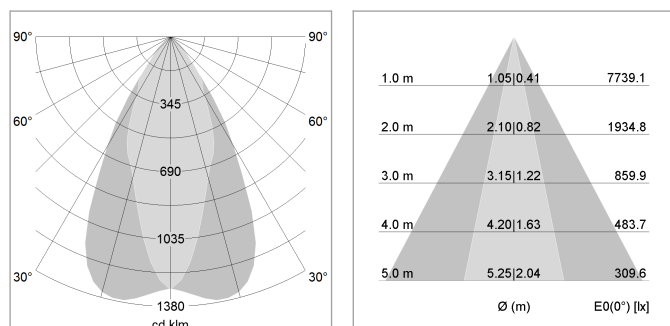 90° 90°
345
60° 60°
690
1035
30° 30°
1380
cd klm
1.0 m 1.05|0.41 7739.1
2.0 m 2.10|0.82 1934.8
3.0 m 3.15|1.22 859.9
4.0 m 4.20|1.63 483.7
5.0 m 5.25|2.04 309.6
Ø (m) E0(0°) [lx]